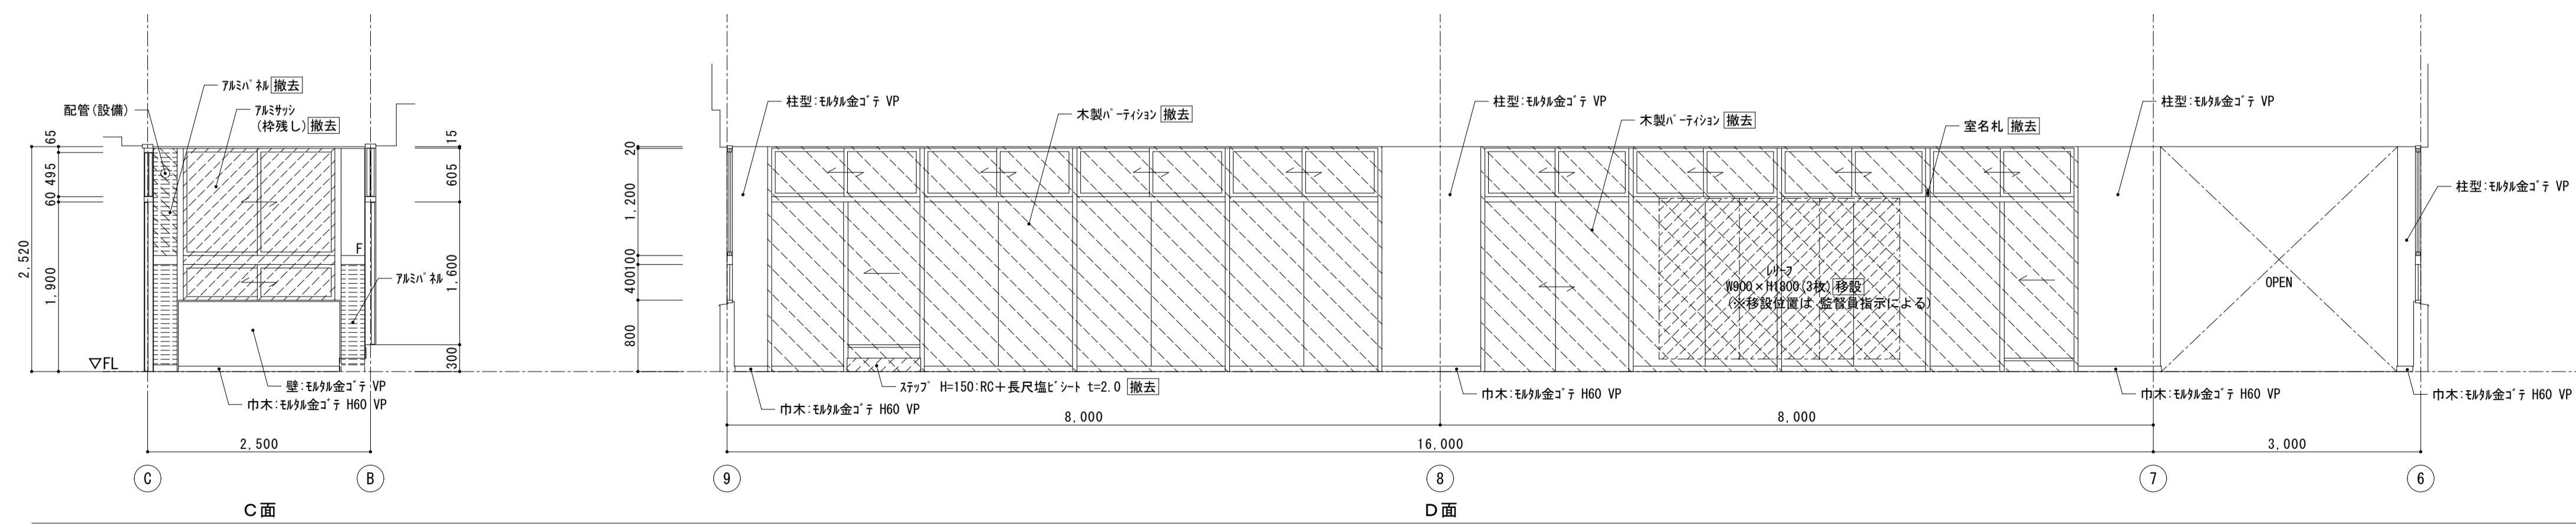 アルミパネル 撤去
配管(設備)
アルミサッシ
(枠残し) 撤去
65
495
60
2,520
1,900
▽FL
15
605
1,600
300
F
アルミパネル
壁:モルタル金ゴテ VP
巾木:モルタル金ゴテ H60 VP
2,500
C
B
C面
柱型:モルタル金ゴテ VP
木製パーティション 撤去
柱型:モルタル金ゴテ VP
木製パーティション 撤去
室名札 撤去
柱型:モルタル金ゴテ VP
柱型:モルタル金ゴテ VP
20
1,200
100
400
800
レリーフ
W900×H1800(3枚) 移設
(※移設位置は 監督員指示による)
OPEN
ステップ H=150:RC+長尺塩ビシート t=2.0 撤去
巾木:モルタル金ゴテ H60 VP
巾木:モルタル金ゴテ H60 VP
巾木:モルタル金ゴテ H60 VP
巾木:モルタル金ゴテ H60 VP
8,000
8,000
16,000
3,000
9
8
7
6
D面